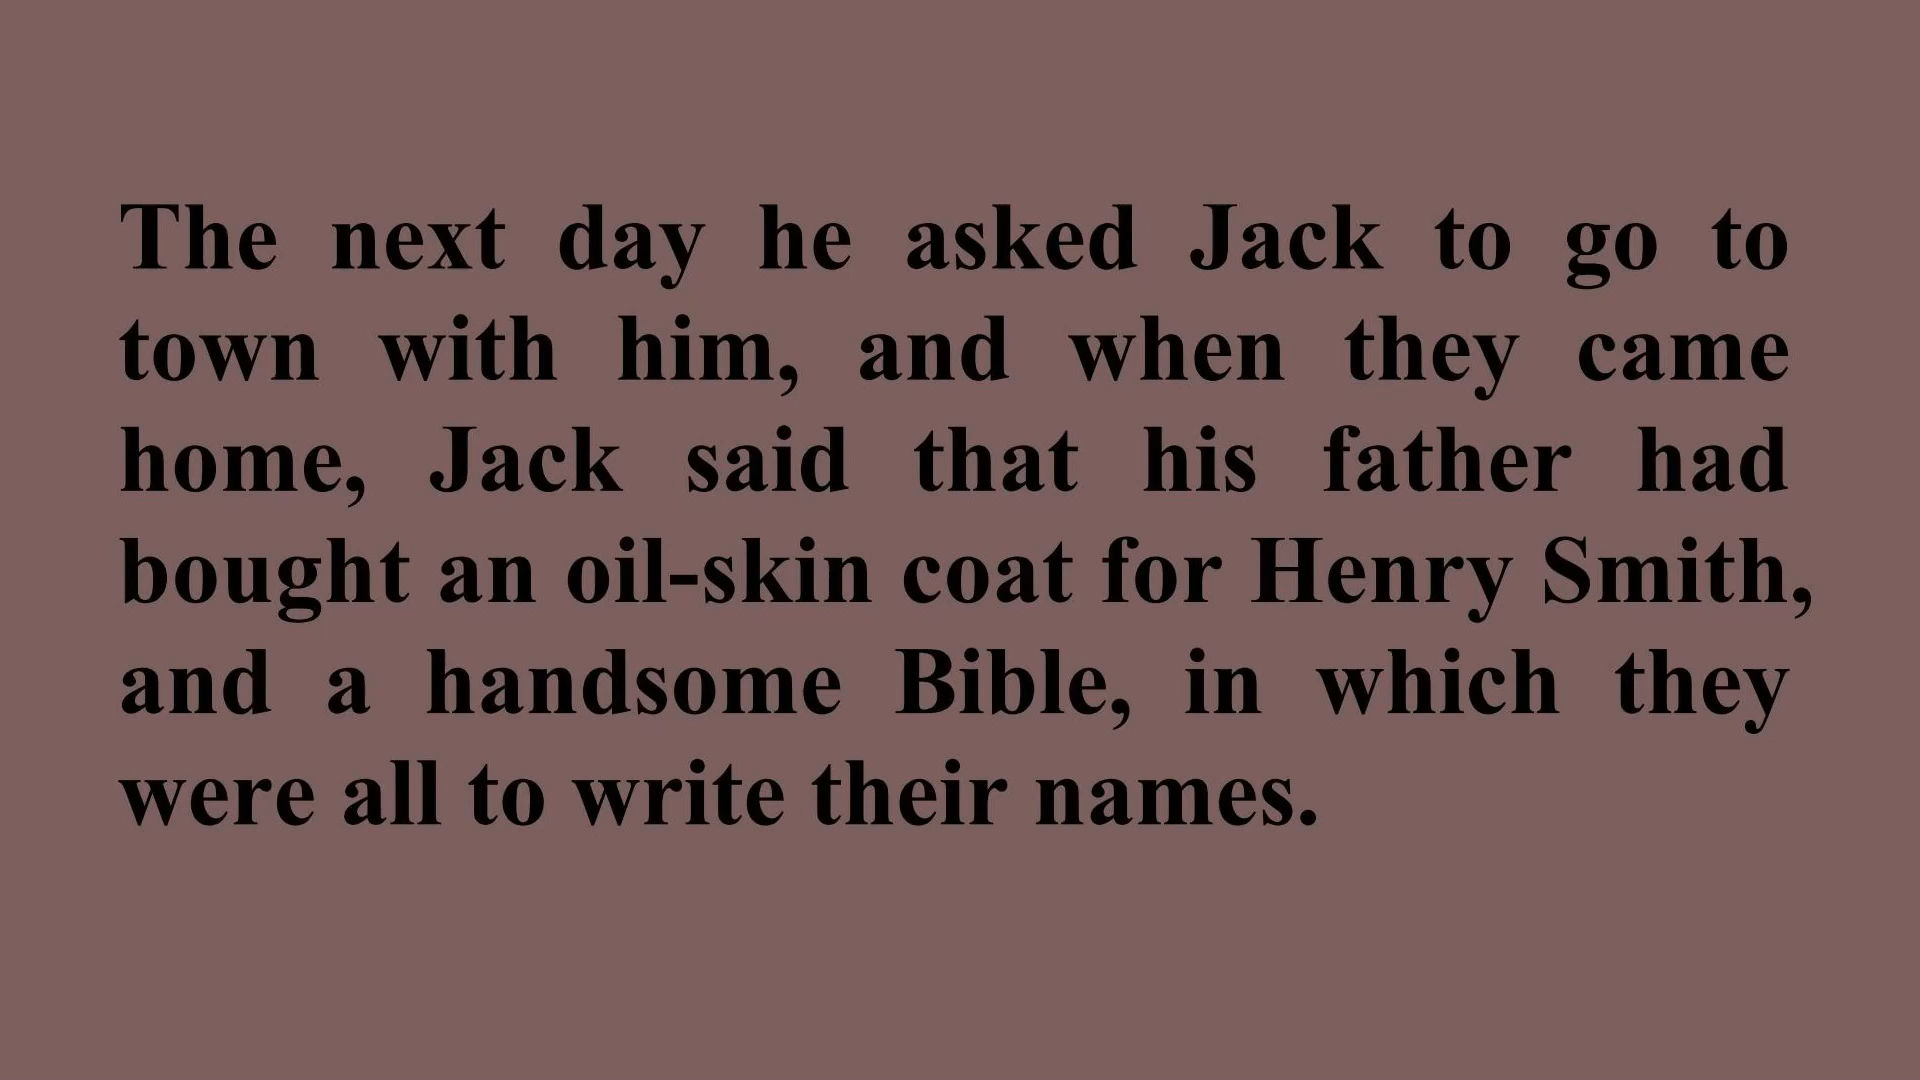 The next day he asked Jack to go to
town with him, and when they came
home, Jack said that his father had
bought an oil-skin coat for Henry Smith,
and a handsome Bible, in which they
were all to write their names.